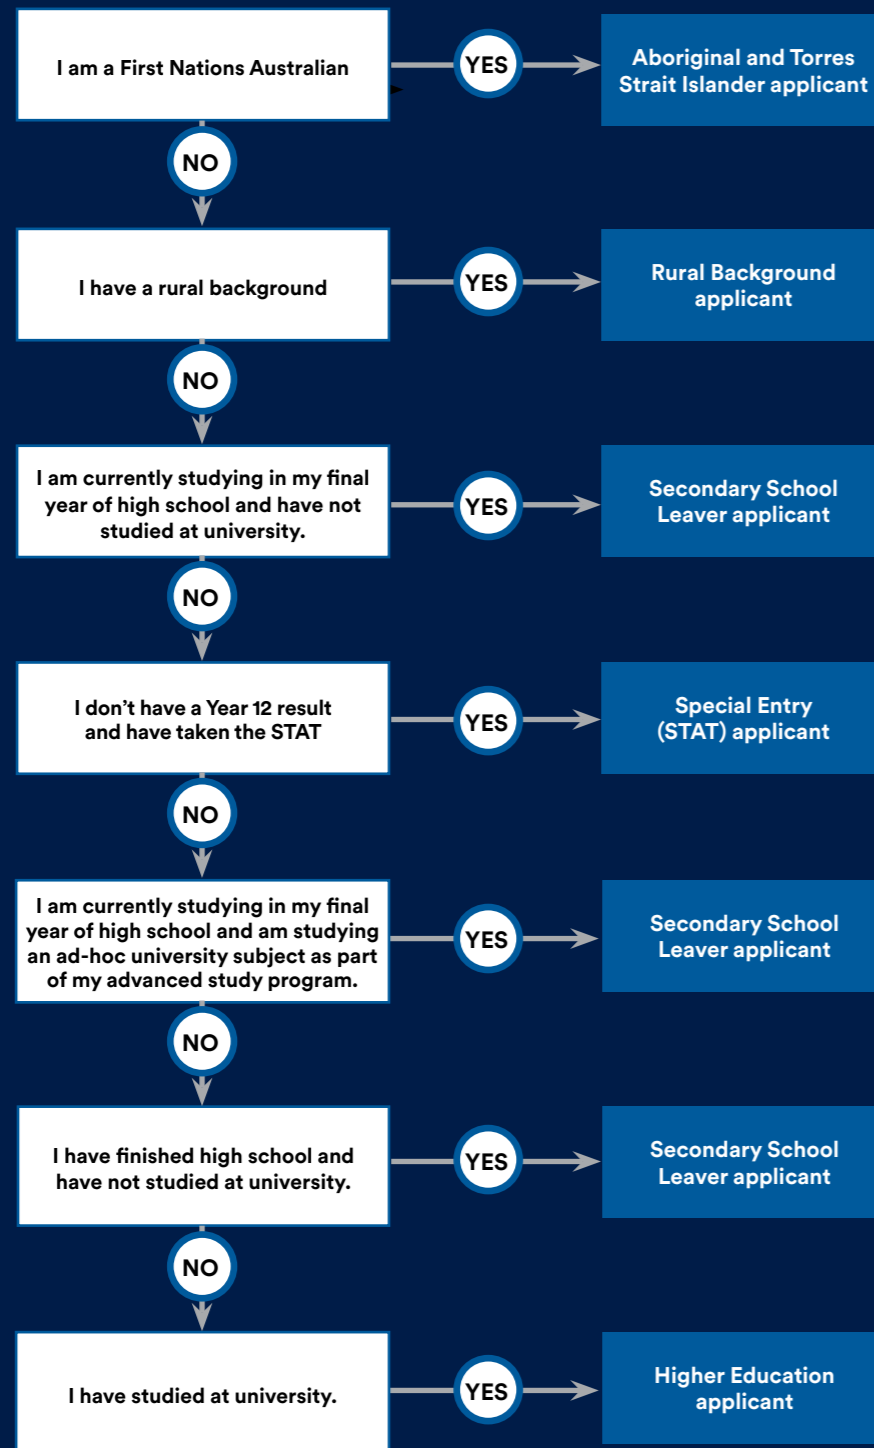 I am a First Nations Australian
YES
Aboriginal and Torres
Strait Islander applicant
NO
I have a rural background
YES
Rural Background
applicant
NO
I am currently studying in my final
year of high school and have not
studied at university.
YES
Secondary School
Leaver applicant
NO
I don’t have a Year 12 result
and have taken the STAT
YES
Special Entry
(STAT) applicant
NO
I am currently studying in my final
year of high school and am studying
an ad-hoc university subject as part
of my advanced study program.
YES
Secondary School
Leaver applicant
NO
I have finished high school and
have not studied at university.
YES
Secondary School
Leaver applicant
NO
I have studied at university.
YES
Higher Education
applicant